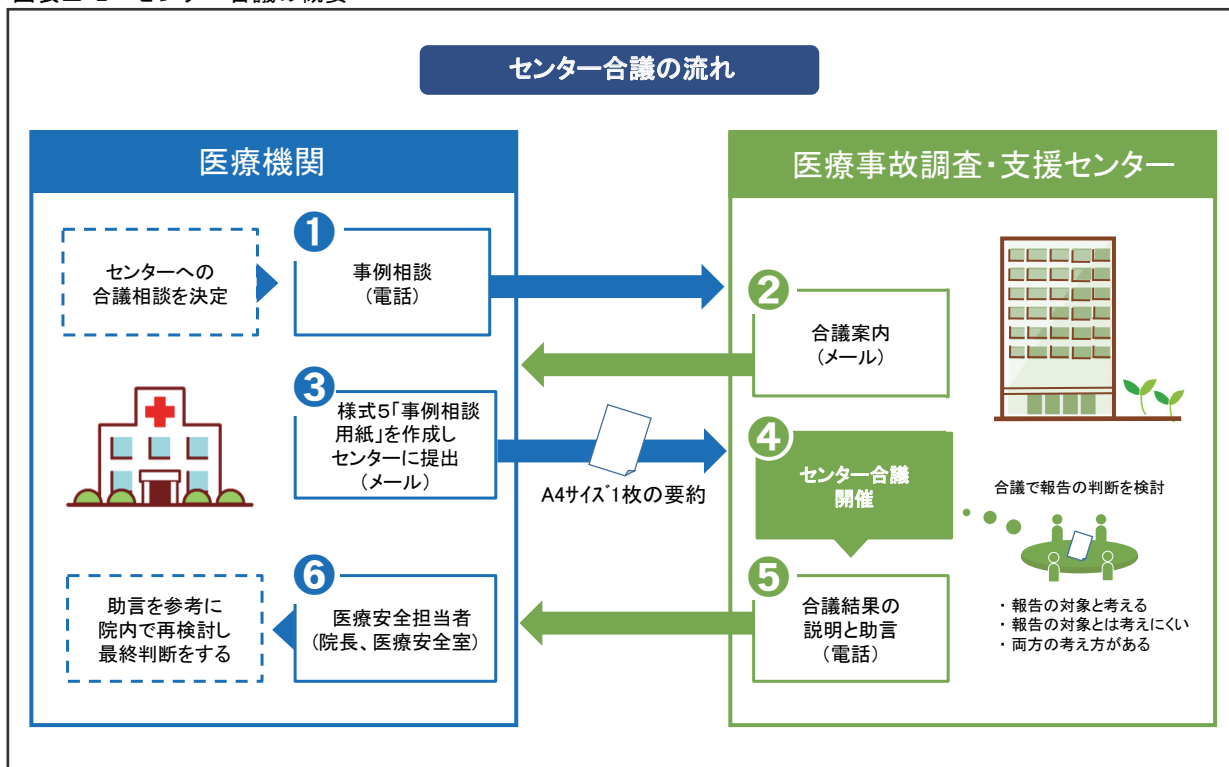 センター合議の流れ
医療機関
医療事故調査・支援センター
センターへの
合議相談を決定
❶
事例相談
(電話)
❷
合議案内
(メール)
❸
様式5「事例相談
用紙」を作成し
センターに提出
(メール)
A4サイズ1枚の要約
❹
センター合議
開催
合議で報告の判断を検討
❺
合議結果の
説明と助言
(電話)
・報告の対象と考える
・報告の対象とは考えにくい
・両方の考え方がある
❻
医療安全担当者
(院長、医療安全室)
助言を参考に
院内で再検討し
最終判断をする